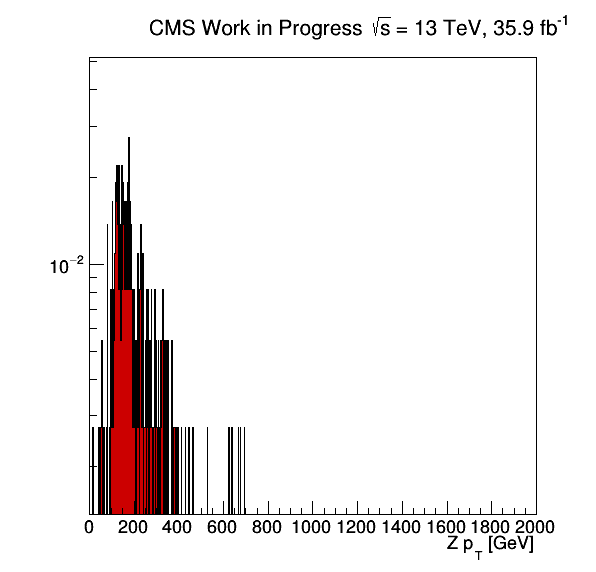 CMS Work in Progress √s = 13 TeV, 35.9 fb⁻¹
10⁻²
0 200 400 600 800 1000 1200 1400 1600 1800 2000
Z p_T [GeV]